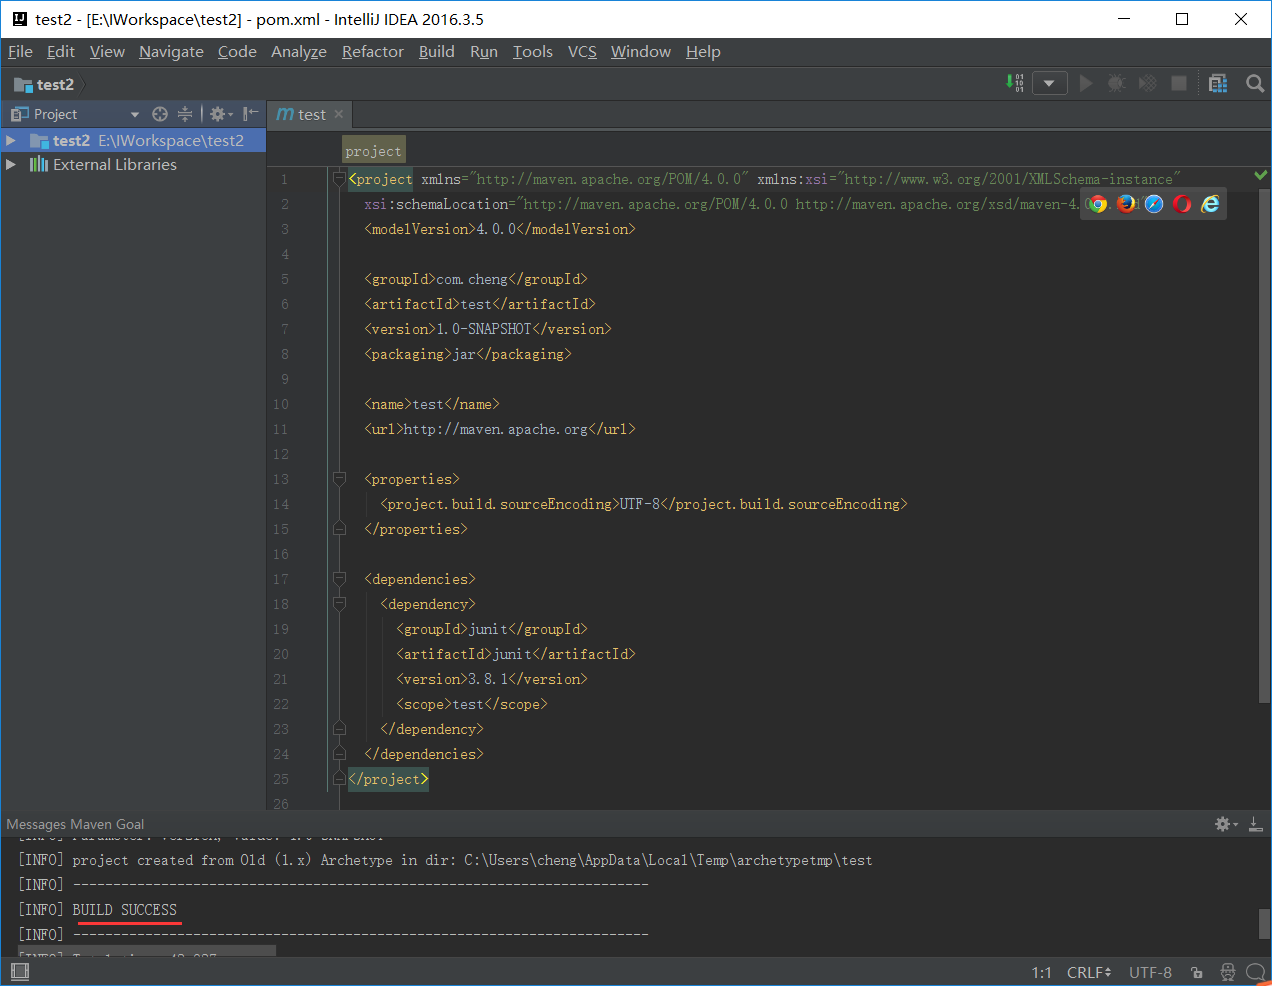 test2 - [E:\IWorkspace\test2] - pom.xml - IntelliJ IDEA 2016.3.5
File Edit View Navigate Code Analyze Refactor Build Run Tools VCS Window Help
test2
Project
test
test2 E:\IWorkspace\test2
External Libraries
project
1 <project xmlns="http://maven.apache.org/POM/4.0.0" xmlns:xsi="http://www.w3.org/2001/XMLSchema-instance"
2 xsi:schemaLocation="http://maven.apache.org/POM/4.0.0 http://maven.apache.org/xsd/maven-4.
3 <modelVersion>4.0.0</modelVersion>
4
5 <groupId>com.cheng</groupId>
6 <artifactId>test</artifactId>
7 <version>1.0-SNAPSHOT</version>
8 <packaging>jar</packaging>
9
10 <name>test</name>
11 <url>http://maven.apache.org</url>
12
13 <properties>
14 <project.build.sourceEncoding>UTF-8</project.build.sourceEncoding>
15 </properties>
16
17 <dependencies>
18 <dependency>
19 <groupId>junit</groupId>
20 <artifactId>junit</artifactId>
21 <version>3.8.1</version>
22 <scope>test</scope>
23 </dependency>
24 </dependencies>
25 </project>
26
Messages Maven Goal
[INFO] project created from Old (1.x) Archetype in dir: C:\Users\cheng\AppData\Local\Temp\archetypetmp\test
[INFO] ------------------------------------------------------------------------
[INFO] BUILD SUCCESS
[INFO] ------------------------------------------------------------------------
1:1 CRLF UTF-8